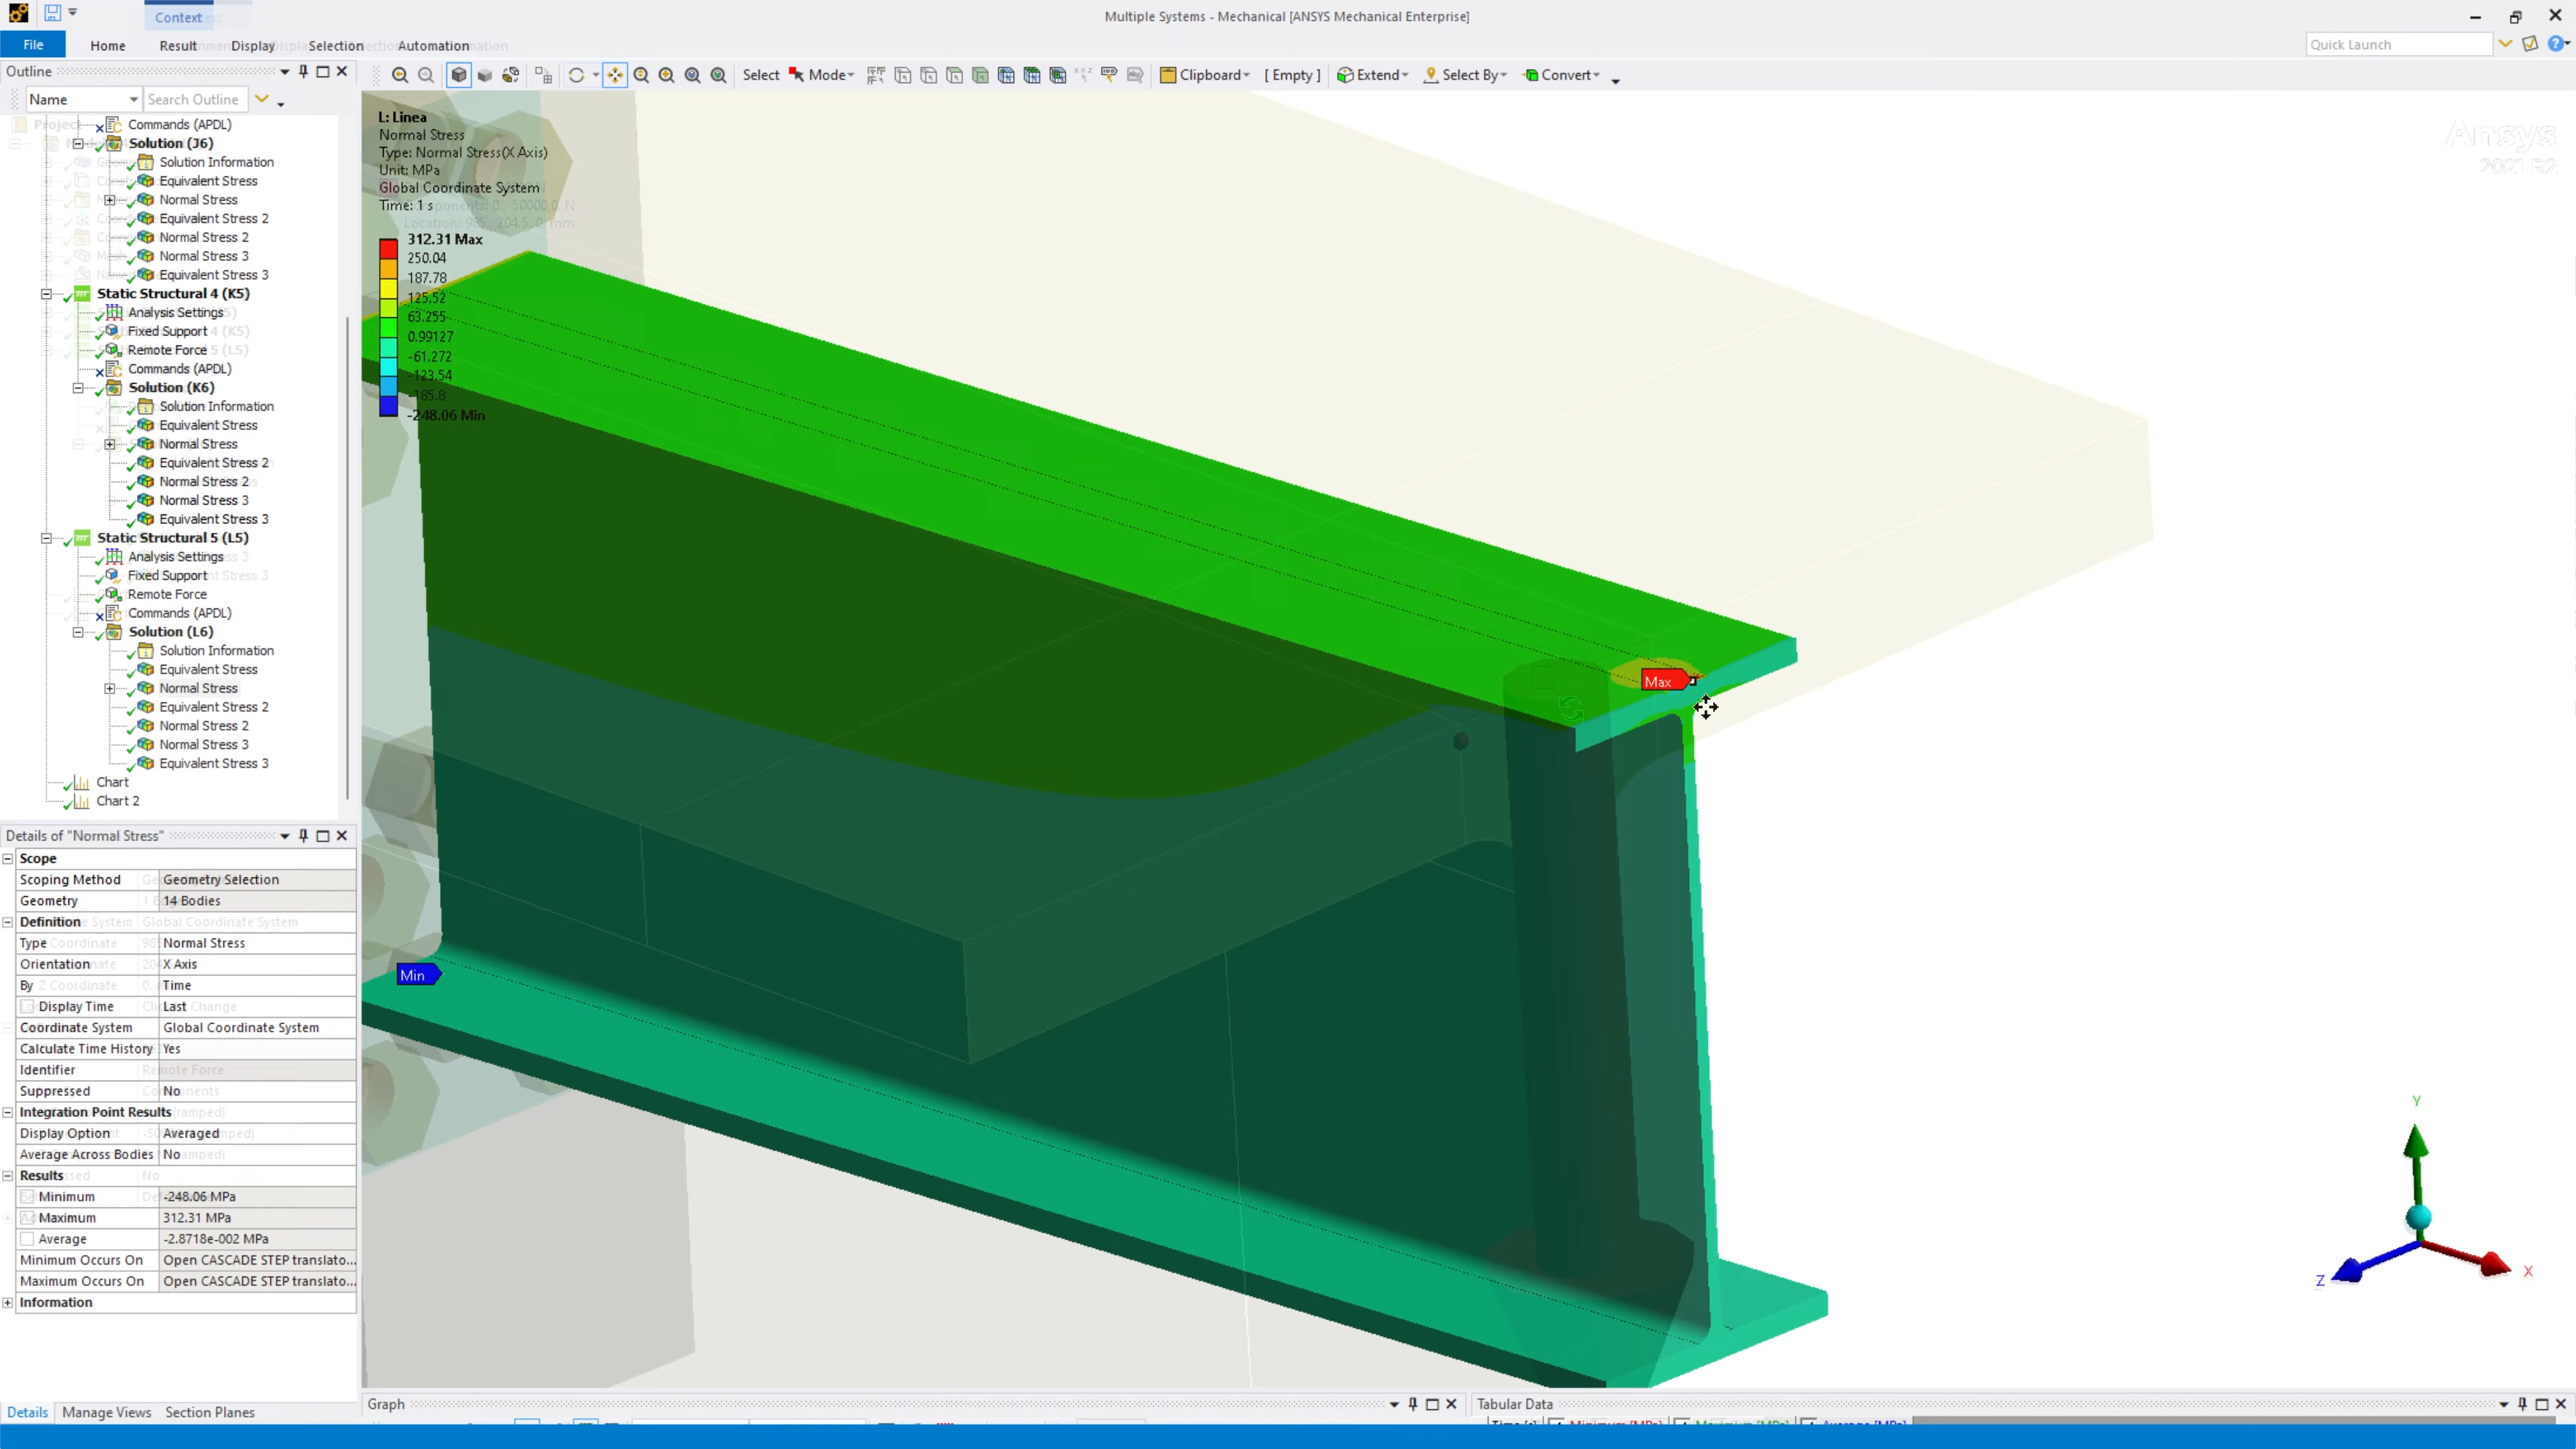 Context
Multiple Systems - Mechanical [ANSYS Mechanical Enterprise]
File
Home
Result
Display
Selection
Automation
Quick Launch
Outline
Select
Mode
Clipboard
[ Empty ]
Extend
Select By
Convert
Name
Search Outline
Commands (APDL)
Solution (J6)
Solution Information
Equivalent Stress
Normal Stress
Equivalent Stress 2
Normal Stress 2
Normal Stress 3
Equivalent Stress 3
Static Structural 4 (K5)
Analysis Settings
Fixed Support
Remote Force
Commands (APDL)
Solution (K6)
Solution Information
Equivalent Stress
Normal Stress
Equivalent Stress 2
Normal Stress 2
Normal Stress 3
Equivalent Stress 3
Static Structural 5 (L5)
Analysis Settings
Fixed Support
Remote Force
Commands (APDL)
Solution (L6)
Solution Information
Equivalent Stress
Normal Stress
Equivalent Stress 2
Normal Stress 2
Normal Stress 3
Equivalent Stress 3
Chart
Chart 2
L: Linea
Normal Stress
Type: Normal Stress(X Axis)
Unit: MPa
Global Coordinate System
Time: 1 s
312.31 Max
250.04
187.78
125.52
63.255
0.99127
-61.272
-123.54
-185.8
-248.06 Min
Ansys
2021 R2
Max
Min
Y
Z
X
Details of "Normal Stress"
Scope
Scoping Method Geometry Selection
Geometry 14 Bodies
Definition
Type Normal Stress
Orientation X Axis
By Time
Display Time Last
Coordinate System Global Coordinate System
Calculate Time History Yes
Identifier
Suppressed No
Integration Point Results
Display Option Averaged
Average Across Bodies No
Results
Minimum -248.06 MPa
Maximum 312.31 MPa
Average -2.8718e-002 MPa
Minimum Occurs On Open CASCADE STEP translato...
Maximum Occurs On Open CASCADE STEP translato...
Information
Details
Manage Views
Section Planes
Graph
Tabular Data
Time [s] Minimum [MPa] Maximum [MPa] Average [MPa]